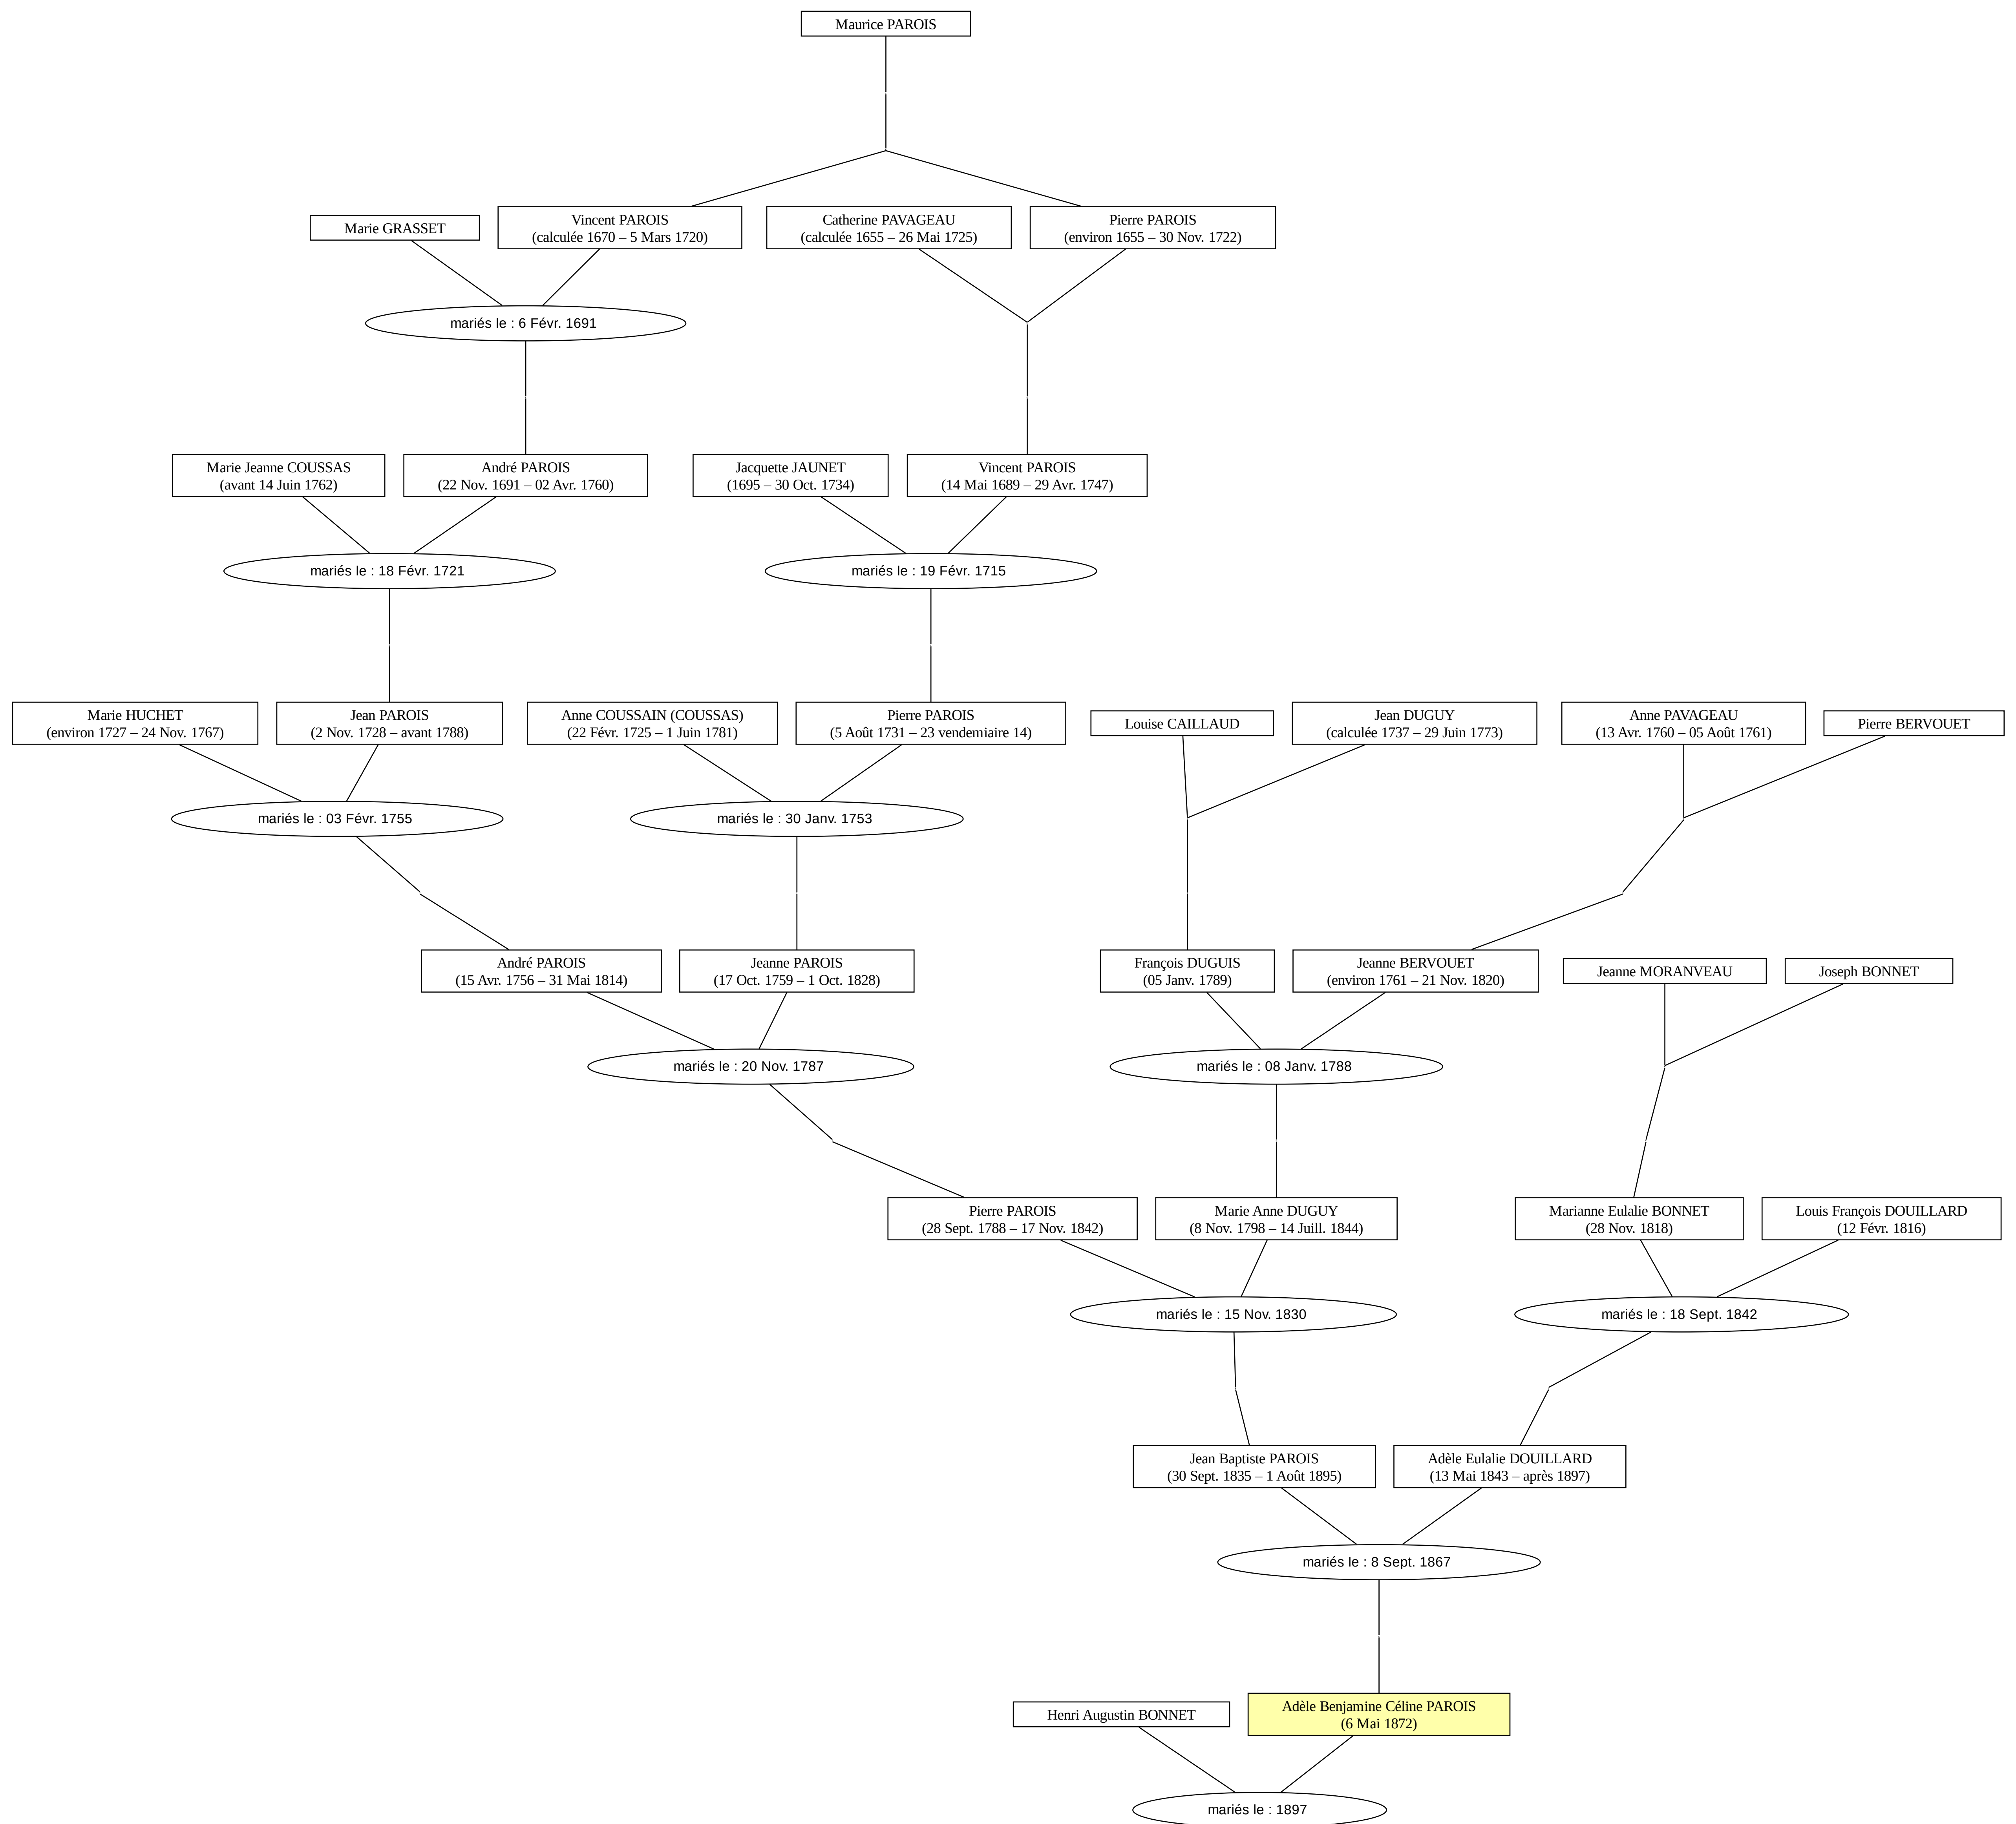 Maurice PAROIS
Marie GRASSET
Vincent PAROIS
(calculée 1670 – 5 Mars 1720)
Catherine PAVAGEAU
(calculée 1655 – 26 Mai 1725)
Pierre PAROIS
(environ 1655 – 30 Nov. 1722)
mariés le : 6 Févr. 1691
Marie Jeanne COUSSAS
(avant 14 Juin 1762)
André PAROIS
(22 Nov. 1691 – 02 Avr. 1760)
Jacquette JAUNET
(1695 – 30 Oct. 1734)
Vincent PAROIS
(14 Mai 1689 – 29 Avr. 1747)
mariés le : 18 Févr. 1721
mariés le : 19 Févr. 1715
Marie HUCHET
(environ 1727 – 24 Nov. 1767)
Jean PAROIS
(2 Nov. 1728 – avant 1788)
Anne COUSSAIN (COUSSAS)
(22 Févr. 1725 – 1 Juin 1781)
Pierre PAROIS
(5 Août 1731 – 23 vendemiaire 14)
Louise CAILLAUD
Jean DUGUY
(calculée 1737 – 29 Juin 1773)
Anne PAVAGEAU
(13 Avr. 1760 – 05 Août 1761)
Pierre BERVOUET
mariés le : 03 Févr. 1755
mariés le : 30 Janv. 1753
André PAROIS
(15 Avr. 1756 – 31 Mai 1814)
Jeanne PAROIS
(17 Oct. 1759 – 1 Oct. 1828)
François DUGUIS
(05 Janv. 1789)
Jeanne BERVOUET
(environ 1761 – 21 Nov. 1820)
Jeanne MORANVEAU
Joseph BONNET
mariés le : 20 Nov. 1787
mariés le : 08 Janv. 1788
Pierre PAROIS
(28 Sept. 1788 – 17 Nov. 1842)
Marie Anne DUGUY
(8 Nov. 1798 – 14 Juill. 1844)
Marianne Eulalie BONNET
(28 Nov. 1818)
Louis François DOUILLARD
(12 Févr. 1816)
mariés le : 15 Nov. 1830
mariés le : 18 Sept. 1842
Jean Baptiste PAROIS
(30 Sept. 1835 – 1 Août 1895)
Adèle Eulalie DOUILLARD
(13 Mai 1843 – après 1897)
mariés le : 8 Sept. 1867
Henri Augustin BONNET
Adèle Benjamine Céline PAROIS
(6 Mai 1872)
mariés le : 1897